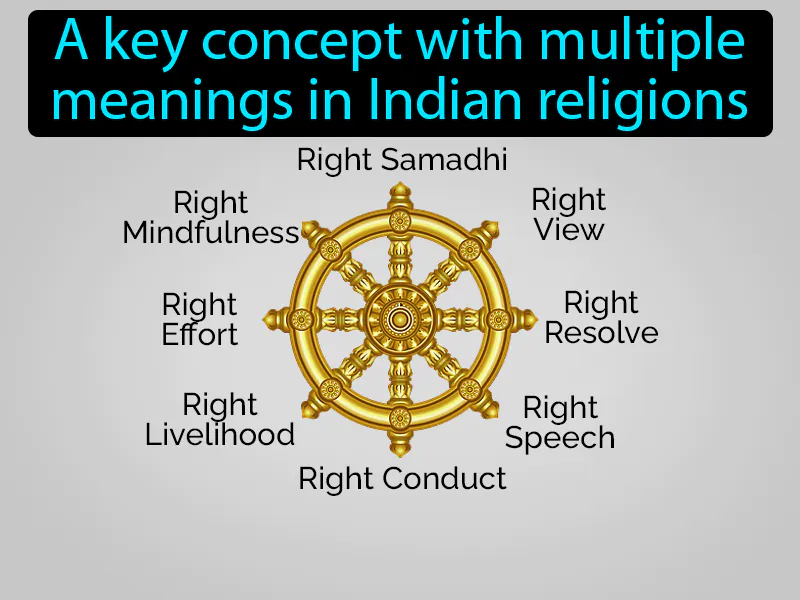 A key concept with multiple
meanings in Indian religions
Right Samadhi
Right
View
Right
Resolve
Right
Speech
Right Conduct
Right
Livelihood
Right
Effort
Right
Mindfulness